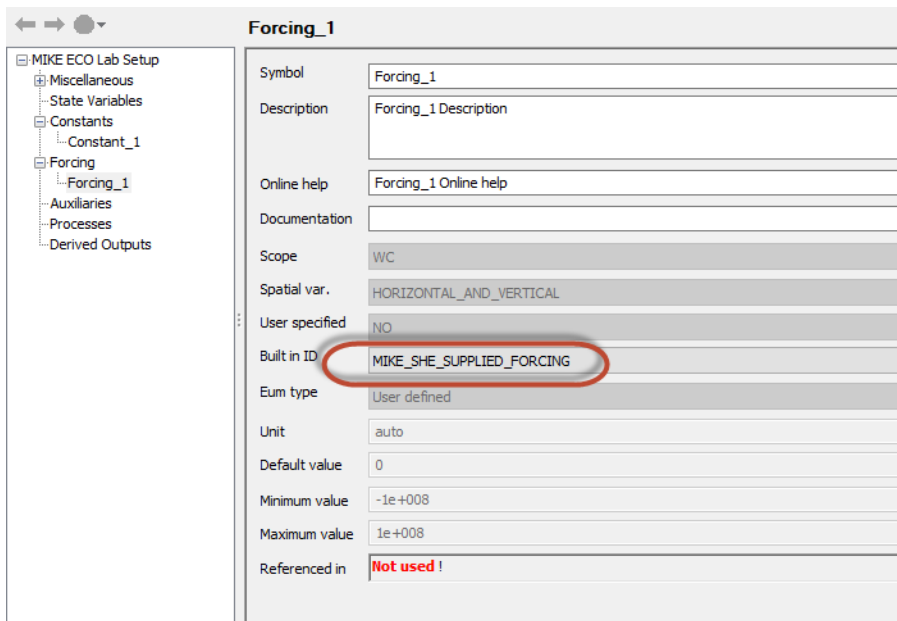 Forcing_1
MIKE ECO Lab Setup
Miscellaneous
State Variables
Constants
Constant_1
Forcing
Forcing_1
Auxiliaries
Processes
Derived Outputs
Symbol Forcing_1
Description Forcing_1 Description
Online help Forcing_1 Online help
Documentation
Scope WC
Spatial var. HORIZONTAL_AND_VERTICAL
User specified NO
Built in ID MIKE_SHE_SUPPLIED_FORCING
Eum type User defined
Unit auto
Default value 0
Minimum value -1e+008
Maximum value 1e+008
Referenced in Not used !